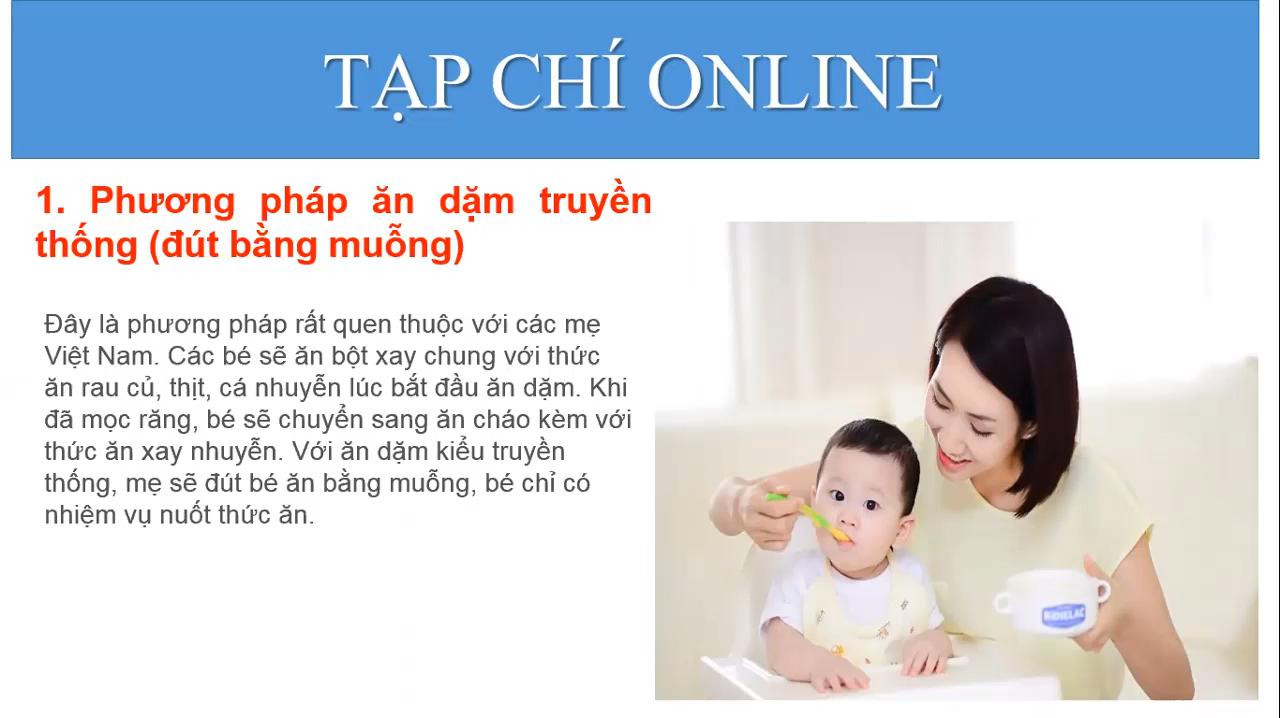 TẠP CHÍ ONLINE
1. Phương pháp ăn dặm truyền
thống (đút bằng muỗng)
Đây là phương pháp rất quen thuộc với các mẹ
Việt Nam. Các bé sẽ ăn bột xay chung với thức
ăn rau củ, thịt, cá nhuyễn lúc bắt đầu ăn dặm. Khi
đã mọc răng, bé sẽ chuyển sang ăn cháo kèm với
thức ăn xay nhuyễn. Với ăn dặm kiểu truyền
thống, mẹ sẽ đút bé ăn bằng muỗng, bé chỉ có
nhiệm vụ nuốt thức ăn.
RIDIELAC